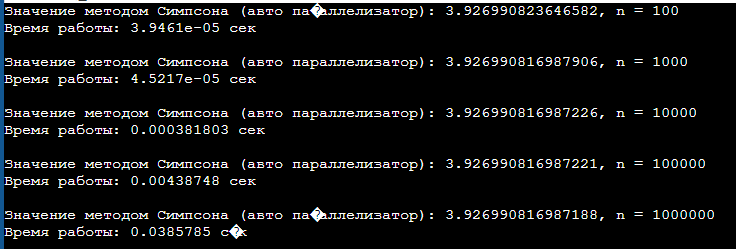 Значение методом Симпсона (авто па�аллелизатор): 3.926990823646582, n = 100
Время работы: 3.9461e-05 сек
Значение методом Симпсона (авто параллелизатор): 3.926990816987906, n = 1000
Время работы: 4.5217e-05 сек
Значение методом Симпсона (авто параллелизатор): 3.926990816987226, n = 10000
Время работы: 0.000381803 сек
Значение методом Симпсона (авто параллелизатор): 3.926990816987221, n = 100000
Время работы: 0.00438748 сек
Значение методом Симпсона (авто па�аллелизатор): 3.926990816987188, n = 1000000
Время работы: 0.0385785 с�к